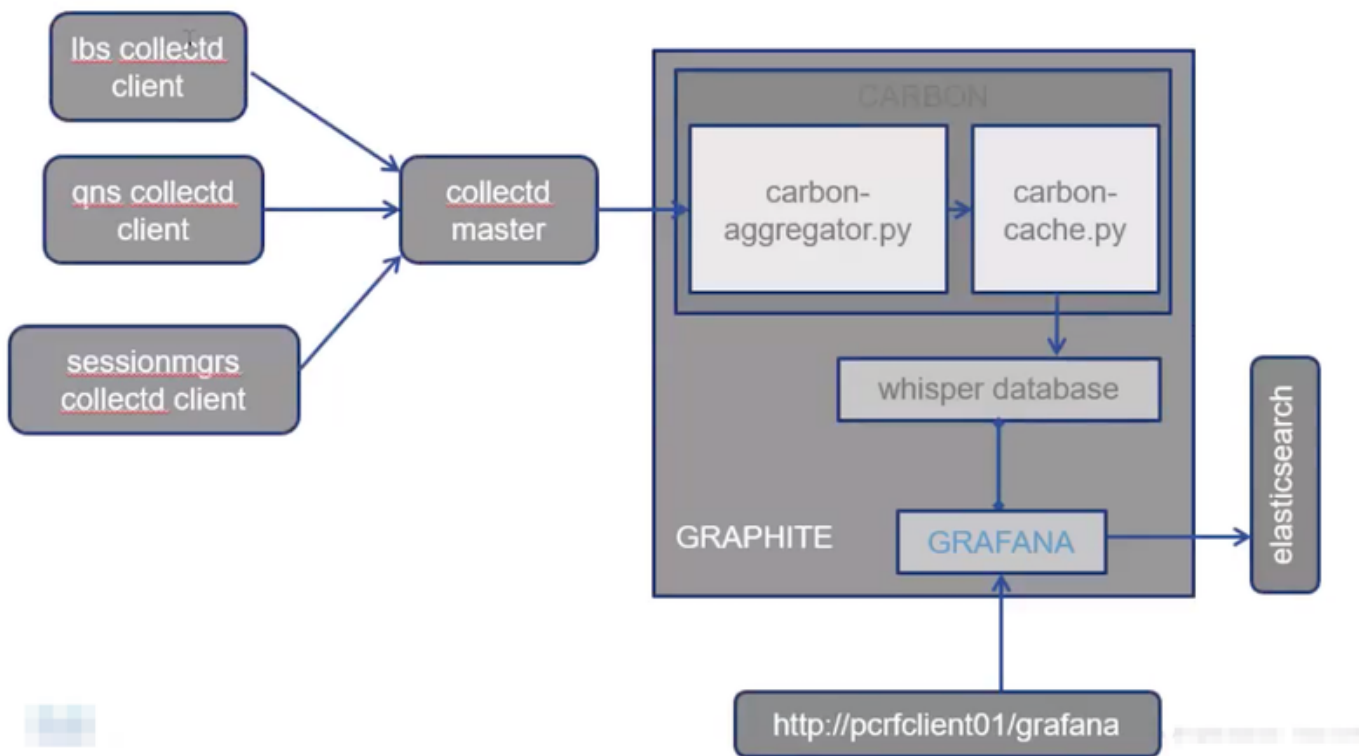 lbs collectd
client
qns collectd
client
sessionmgrs
collectd client
collectd
master
CARBON
carbon-
aggregator.py
carbon-
cache.py
whisper database
GRAPHITE
GRAFANA
elasticsearch
http://pcrfclient01/grafana